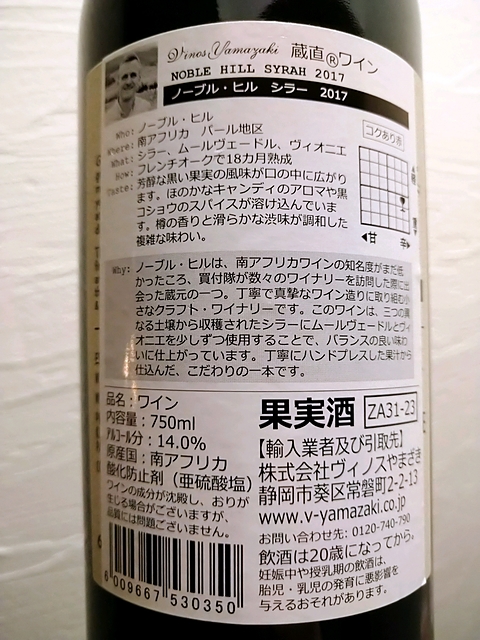 Vinos Yamazaki 蔵直®ワイン
NOBLE HILL SYRAH 2017
ノーブル・ヒル シラー 2017
Who: ノーブル・ヒル
Where: 南アフリカ パール地区
What: シラー、ムールヴェードル、ヴィオニエ
How: フレンチオークで18カ月熟成
Taste: 芳醇な黒い果実の風味が口の中に広がり
ます。ほのかなキャンディのアロマや黒
コショウのスパイスが溶け込んでいま
す。樽の香りと滑らかな渋味が調和した
複雑な味わい。
コクあり赤
◀甘 辛▶
Why: ノーブル・ヒルは、南アフリカワインの知名度がまだ低
かったころ、買付隊が数々のワイナリーを訪問した際に出
会った蔵元の一つ。丁寧で真摯なワイン造りに取り組む小
さなクラフト・ワイナリーです。このワインは、三つの異
なる土壌から収穫されたシラーにムールヴェードルとヴィ
オニエを少しずつ使用することで、バランスの良い味わ
いに仕上がっています。丁寧にハンドプレスした果汁から
仕込んだ、こだわりの一本です。
品名：ワイン
内容量：750ml
アルコール分：14.0%
原産国：南アフリカ
酸化防止剤（亜硫酸塩）
ワインの成分が沈殿し、おりが
生じる場合がございますが、
品質には問題ございません。
6 009667 530350
果実酒 ZA31-23
【輸入業者及び引取先】
株式会社ヴィノスやまざき
静岡市葵区常磐町2-2-13
www.v-yamazaki.co.jp
お問い合わせ先: 0120-740-790
飲酒は20歳になってから。
妊娠中や授乳期の飲酒は、
胎児・乳児の発育に悪影響を
与えるおそれがあります。